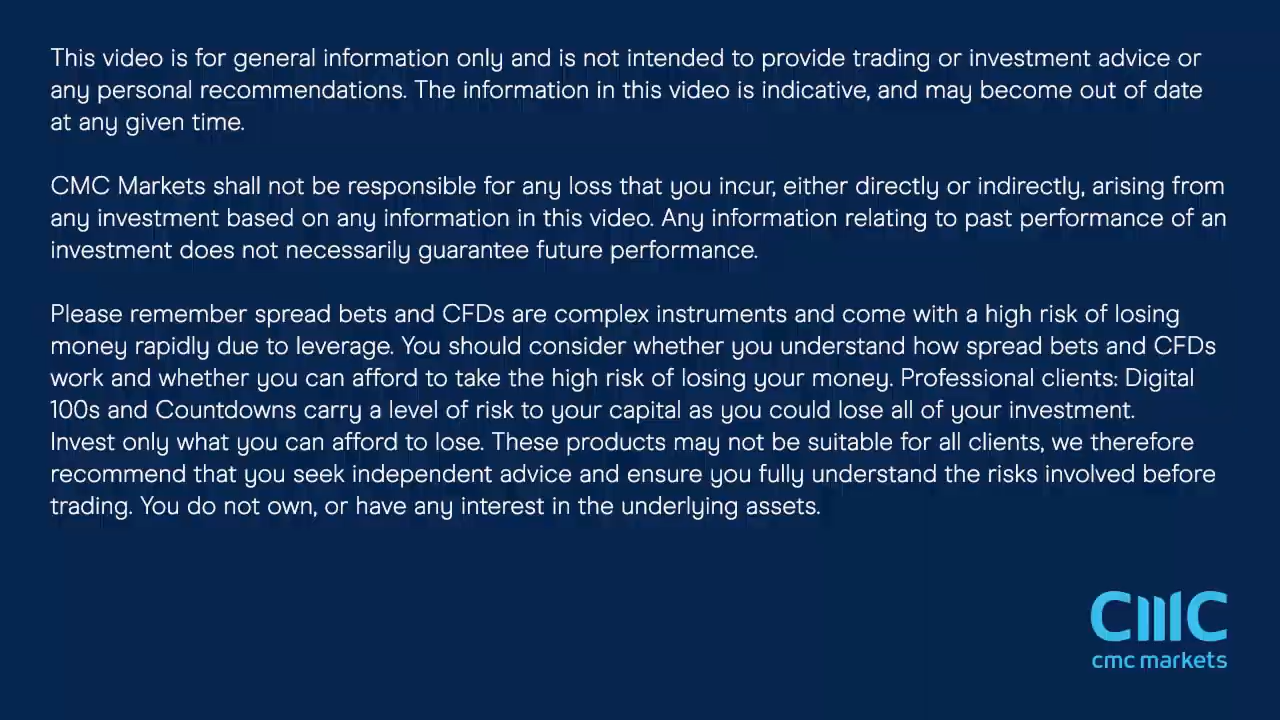 This video is for general information only and is not intended to provide trading or investment advice or
any personal recommendations. The information in this video is indicative, and may become out of date
at any given time.
CMC Markets shall not be responsible for any loss that you incur, either directly or indirectly, arising from
any investment based on any information in this video. Any information relating to past performance of an
investment does not necessarily guarantee future performance.
Please remember spread bets and CFDs are complex instruments and come with a high risk of losing
money rapidly due to leverage. You should consider whether you understand how spread bets and CFDs
work and whether you can afford to take the high risk of losing your money. Professional clients: Digital
100s and Countdowns carry a level of risk to your capital as you could lose all of your investment.
Invest only what you can afford to lose. These products may not be suitable for all clients, we therefore
recommend that you seek independent advice and ensure you fully understand the risks involved before
trading. You do not own, or have any interest in the underlying assets.
CMC
cmc markets